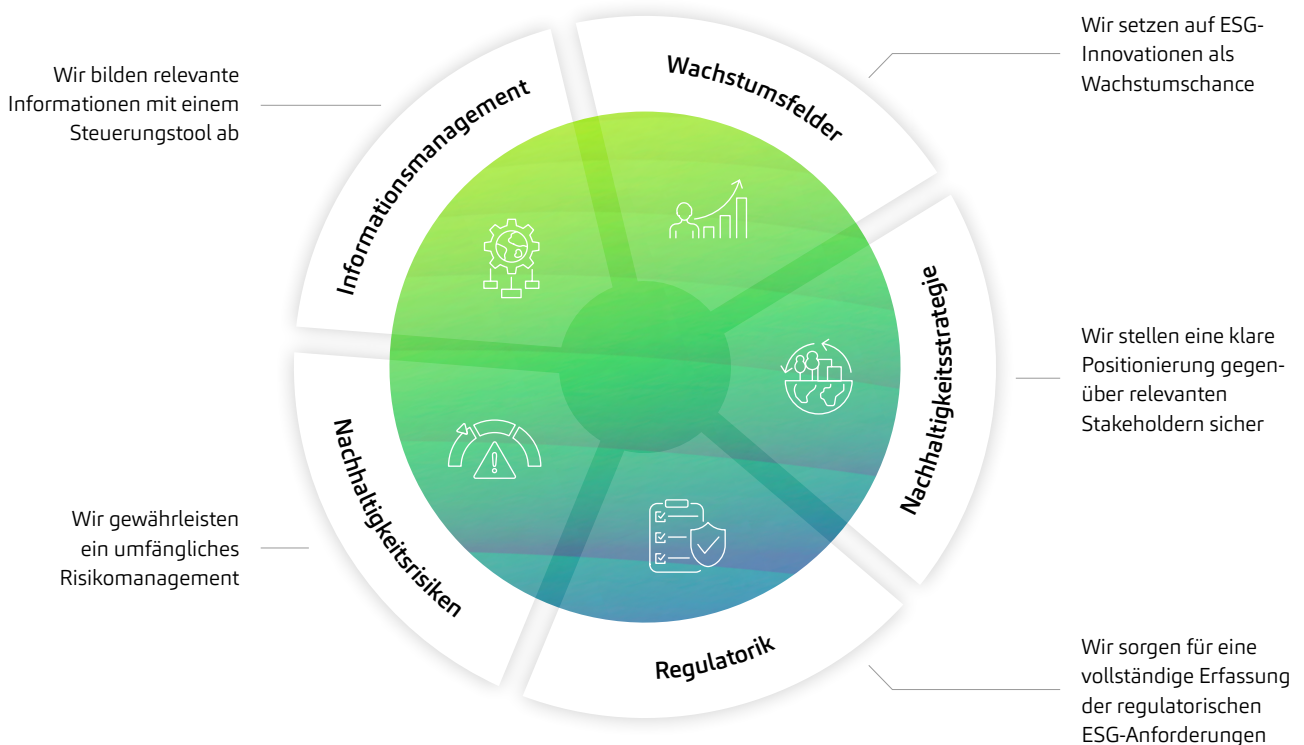 Wir setzen auf ESG-
Innovationen als
Wachstumschance
Wir bilden relevante
Informationen mit einem
Steuerungstool ab
Wachstumsfelder
Informationsmanagement
Nachhaltigkeitsstrategie
Wir stellen eine klare
Positionierung gegen-
über relevanten
Stakeholdern sicher
Nachhaltigkeitsrisiken
Wir gewährleisten
ein umfängliches
Risikomanagement
Regulatorik
Wir sorgen für eine
vollständige Erfassung
der regulatorischen
ESG-Anforderungen